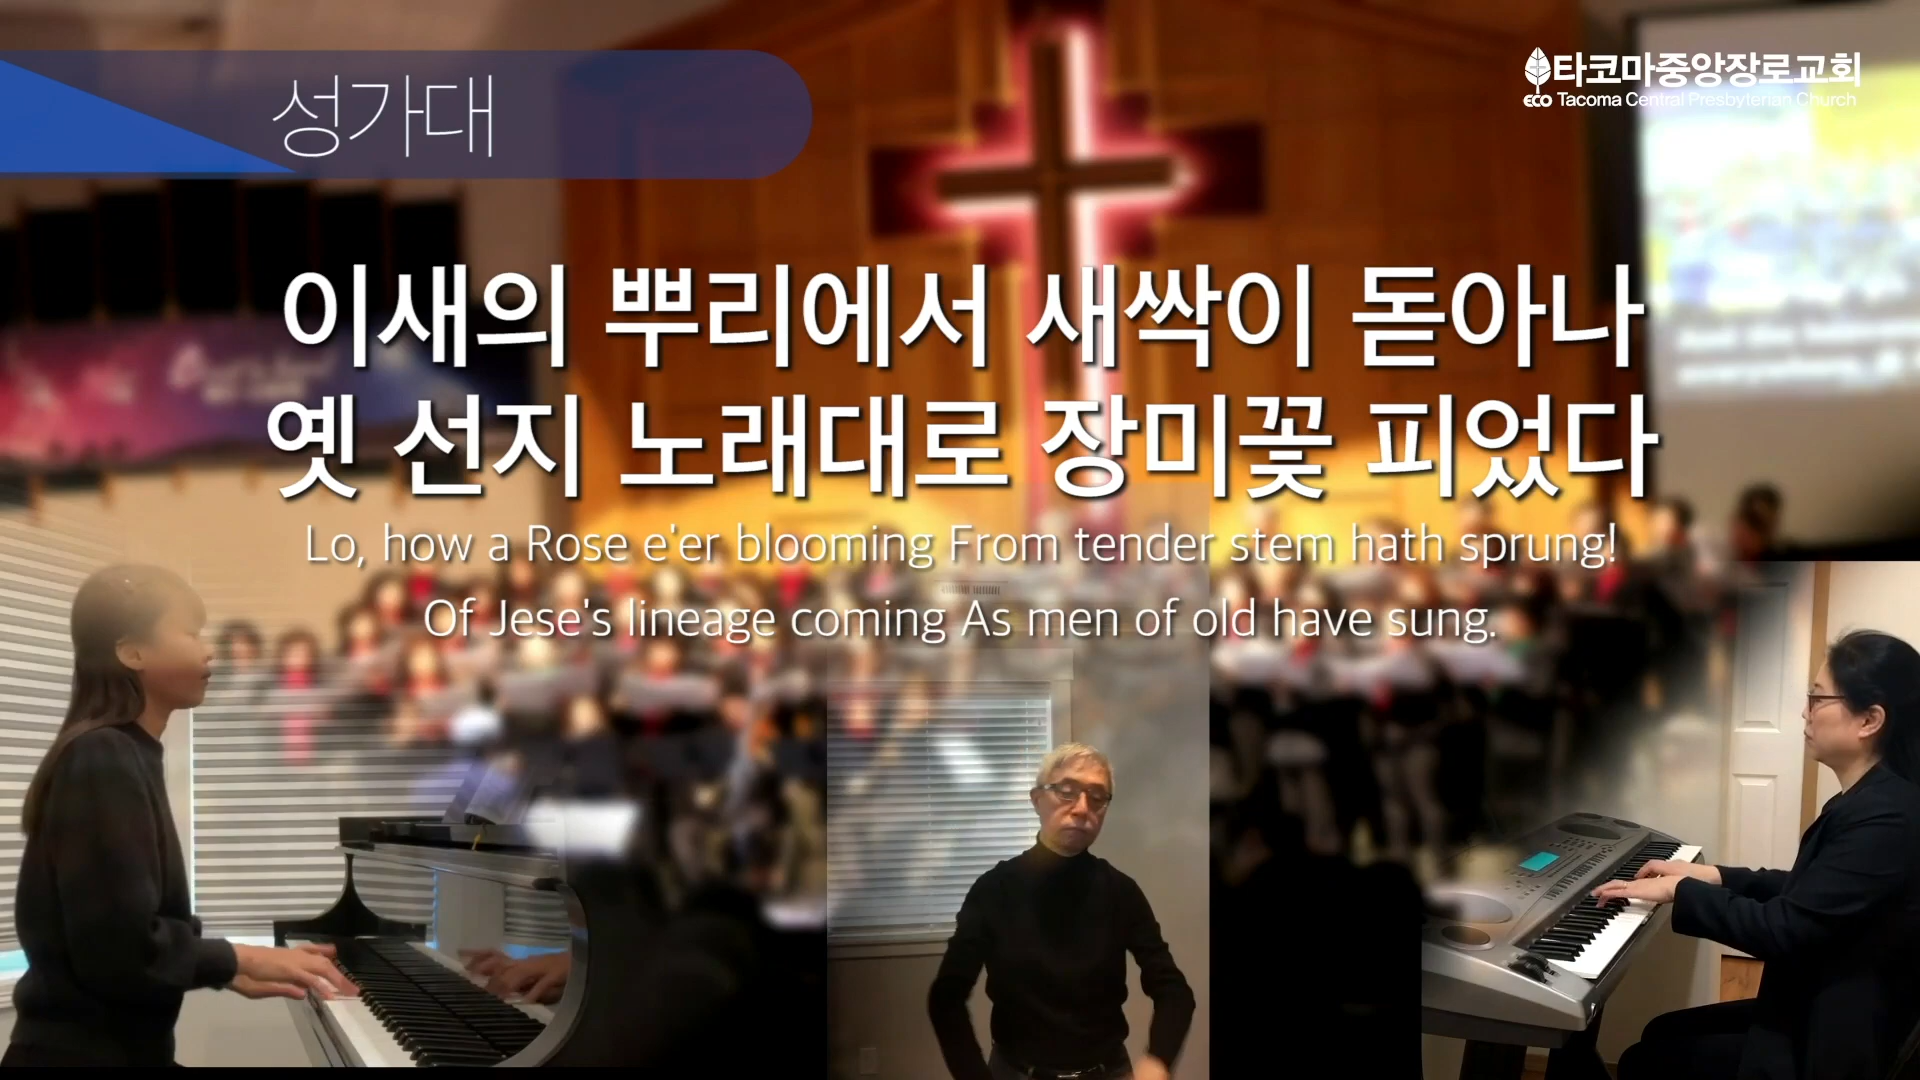 성가대
타코마중앙장로교회
ECO Tacoma Central Presbyterian Church
이새의 뿌리에서 새싹이 돋아나
옛 선지 노래대로 장미꽃 피었다
Lo, how a Rose e'er blooming From tender stem hath sprung!
Of Jese's lineage coming As men of old have sung.